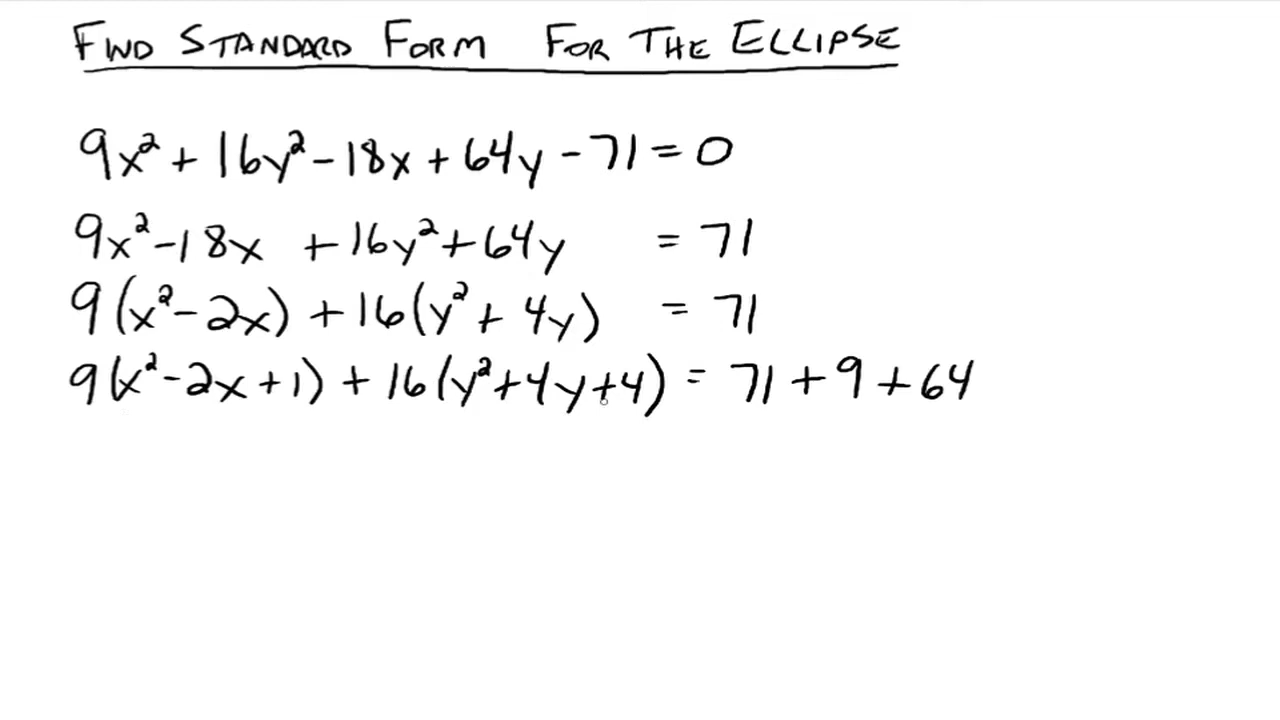 FIND STANDARD FORM FOR THE ELLIPSE
9x² + 16y² - 18x + 64y - 71 = 0
9x² - 18x + 16y² + 64y = 71
9(x² - 2x) + 16(y² + 4y) = 71
9(x² - 2x + 1) + 16(y² + 4y + 4) = 71 + 9 + 64